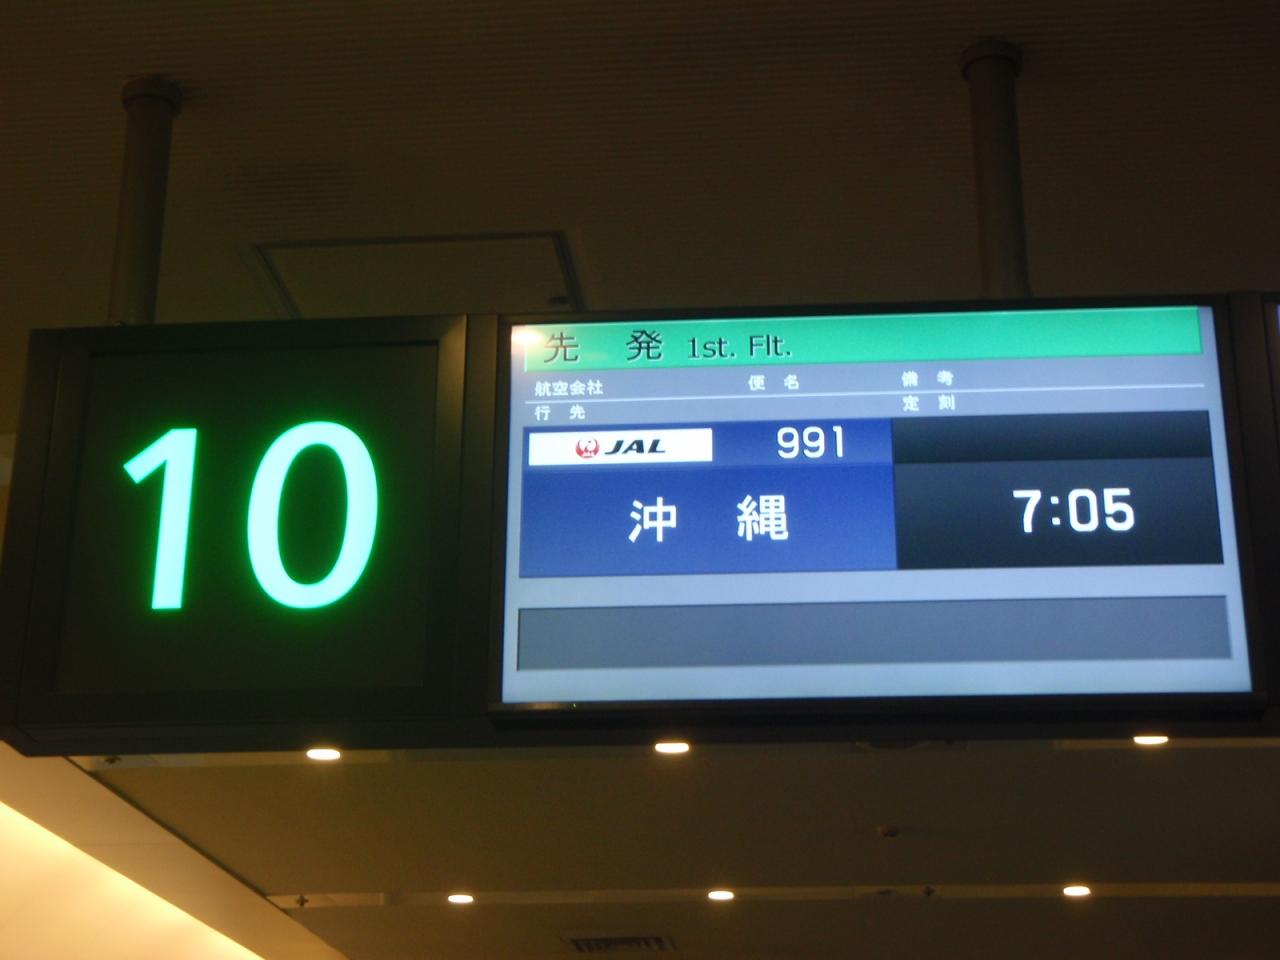 10
先 発 1st. Flt.
航空会社 便 名 備 考
行 先 定 刻
JAL 991
沖 縄 7:05